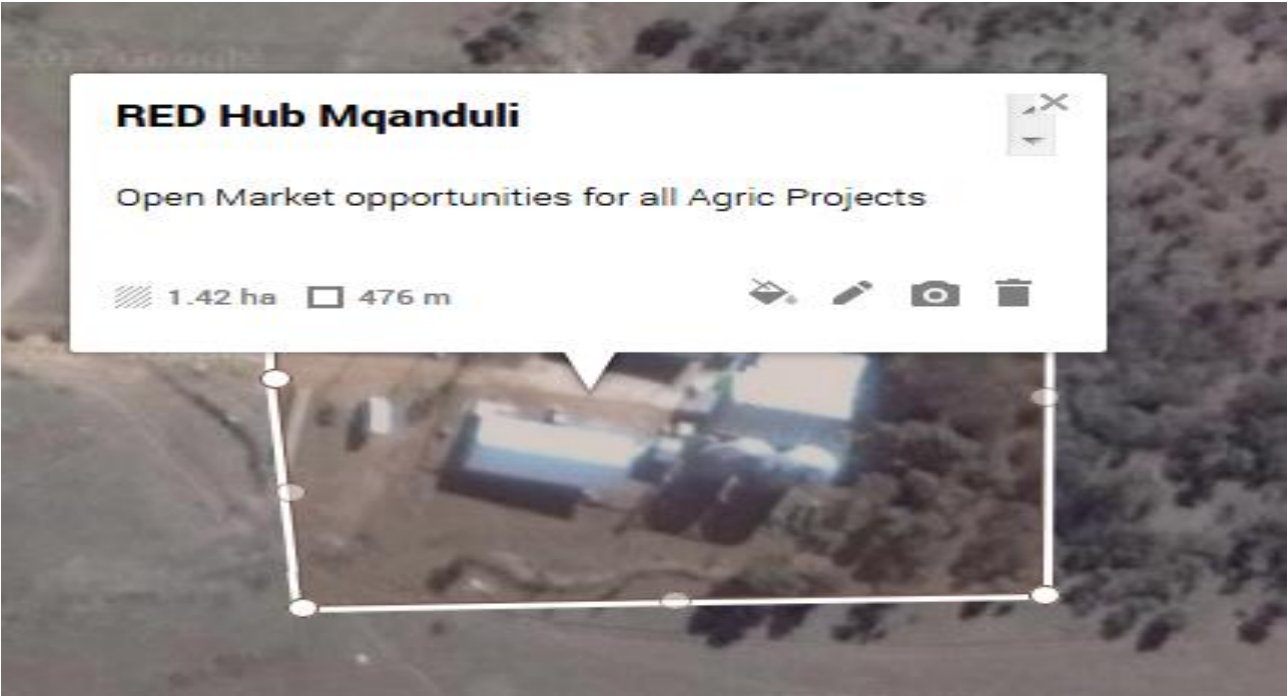 RED Hub Mqanduli
Open Market opportunities for all Agric Projects
1.42 ha 476 m